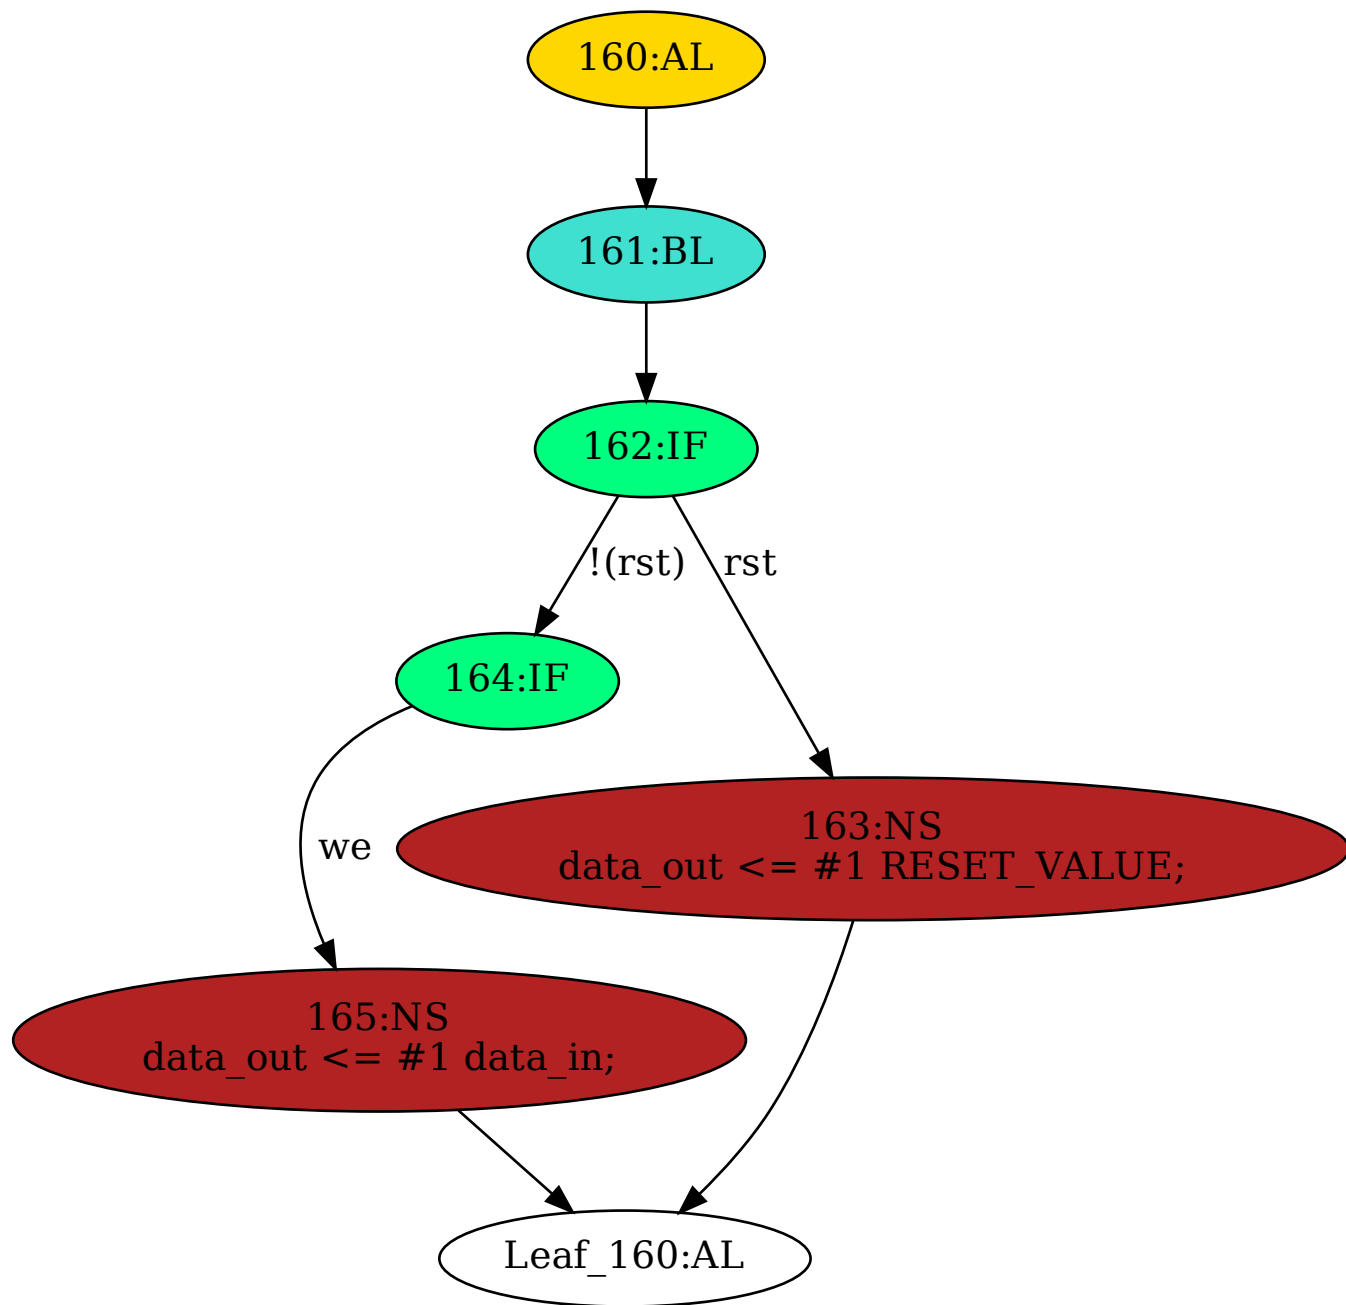 160:AL
161:BL
162:IF
!(rst)
rst
164:IF
163:NS
data_out <= #1 RESET_VALUE;
we
165:NS
data_out <= #1 data_in;
Leaf_160:AL